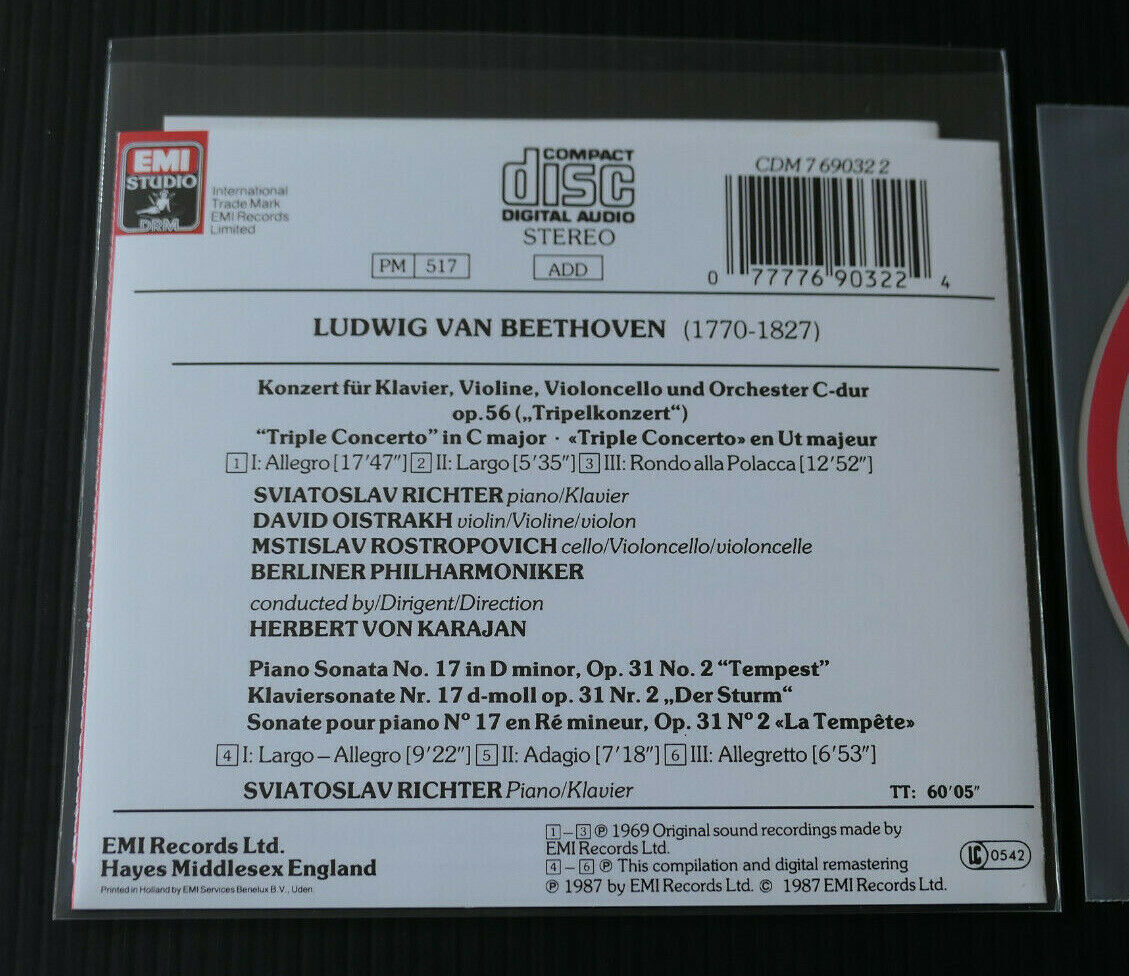 EMI
STUDIO
DRM
International
Trade Mark
EMI Records
Limited
COMPACT
disc
DIGITAL AUDIO
STEREO
PM 517
ADD
CDM 7 69032 2
0 77776 90322 4
LUDWIG VAN BEETHOVEN (1770-1827)
Konzert für Klavier, Violine, Violoncello und Orchester C-dur
op. 56 („Tripelkonzert“)
“Triple Concerto” in C major · «Triple Concerto» en Ut majeur
1 I: Allegro [17’47”] 2 II: Largo [5’35”] 3 III: Rondo alla Polacca [12’52”]
SVIATOSLAV RICHTER piano/Klavier
DAVID OISTRAKH violin/Violine/violon
MSTISLAV ROSTROPOVICH cello/Violoncello/violoncelle
BERLINER PHILHARMONIKER
conducted by/Dirigent/Direction
HERBERT VON KARAJAN
Piano Sonata No. 17 in D minor, Op. 31 No. 2 “Tempest”
Klaviersonate Nr. 17 d-moll op. 31 Nr. 2 „Der Sturm“
Sonate pour piano Nº 17 en Ré mineur, Op. 31 Nº 2 «La Tempête»
4 I: Largo – Allegro [9’22”] 5 II: Adagio [7’18”] 6 III: Allegretto [6’53”]
SVIATOSLAV RICHTER Piano/Klavier
TT: 60’05”
EMI Records Ltd.
Hayes Middlesex England
Printed in Holland by EMI Services Benelux B.V., Uden.
1 – 3 ℗ 1969 Original sound recordings made by
EMI Records Ltd.
4 – 6 ℗ This compilation and digital remastering
℗ 1987 by EMI Records Ltd. © 1987 EMI Records Ltd.
LC 0542